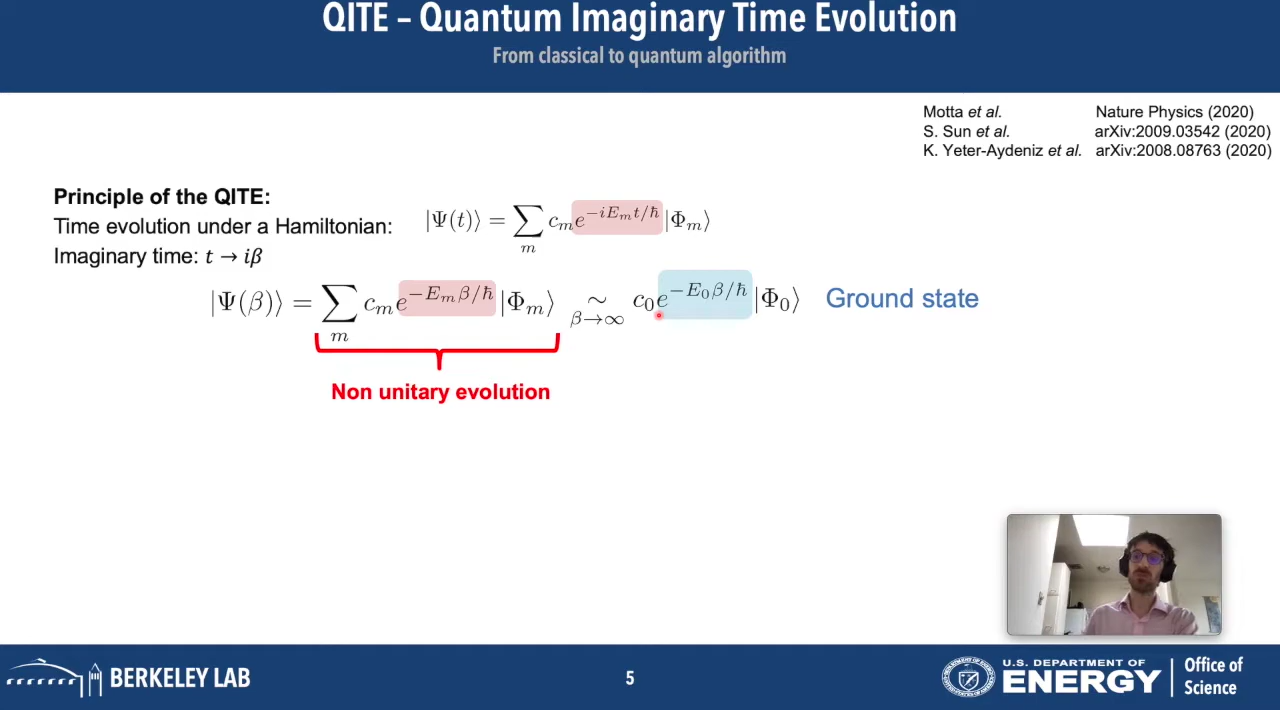 QITE – Quantum Imaginary Time Evolution
From classical to quantum algorithm
Motta et al. Nature Physics (2020)
S. Sun et al. arXiv:2009.03542 (2020)
K. Yeter-Aydeniz et al. arXiv:2008.08763 (2020)
Principle of the QITE:
Time evolution under a Hamiltonian: |Ψ(t)⟩ = ∑_m c_m e^{−iE_m t/ħ} |Φ_m⟩
Imaginary time: t → iβ
|Ψ(β)⟩ = ∑_m c_m e^{−E_m β/ħ} |Φ_m⟩ ∼_{β→∞} c_0 e^{−E_0 β/ħ} |Φ_0⟩ Ground state
Non unitary evolution
BERKELEY LAB
5
U.S. DEPARTMENT OF
ENERGY
Office of
Science